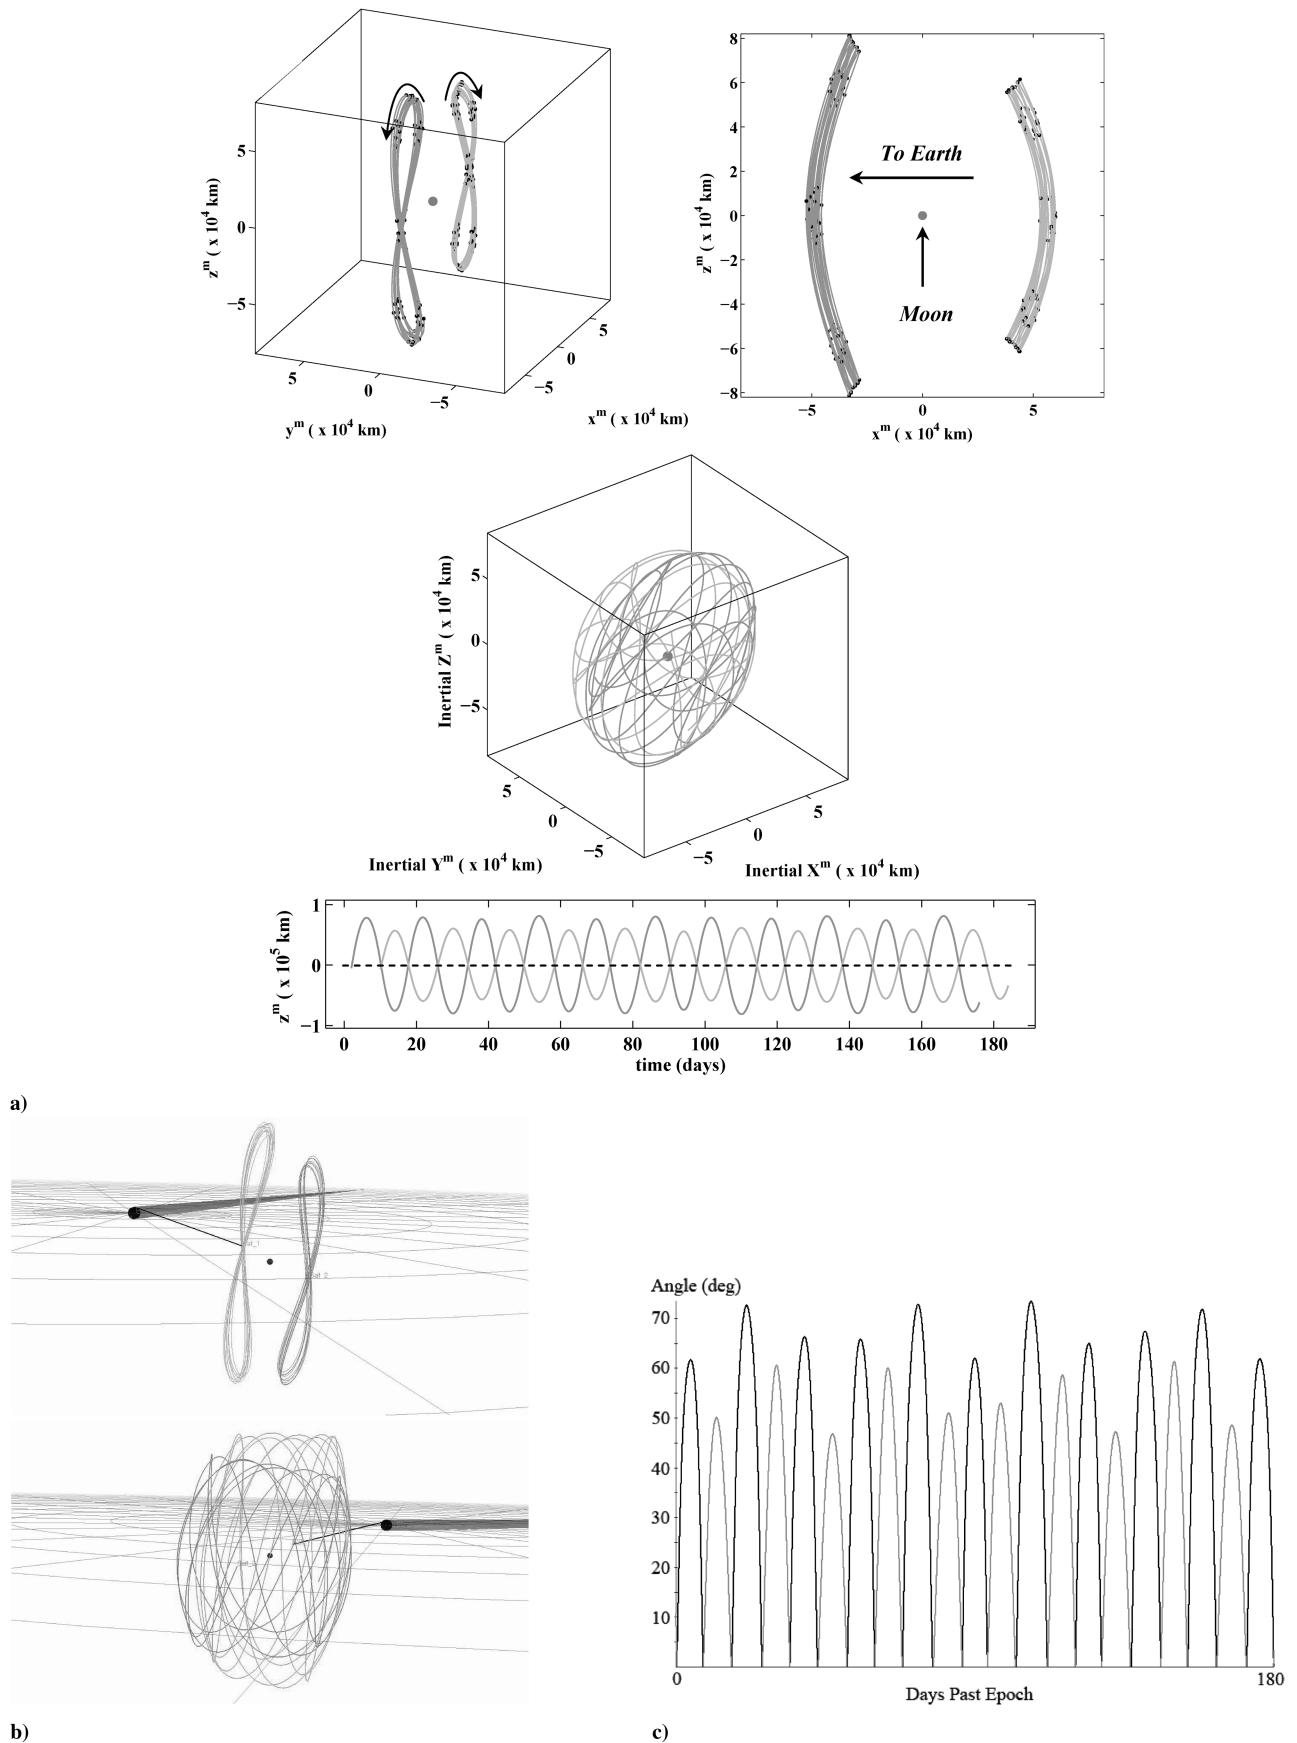 5
0
−5
z^m ( x 10^4 km)
5
0
−5
y^m ( x 10^4 km)
5
0
−5
x^m ( x 10^4 km)
8
6
4
2
0
−2
−4
−6
−8
z^m ( x 10^4 km)
To Earth
Moon
−5 0 5
x^m ( x 10^4 km)
5
0
−5
Inertial Z^m ( x 10^4 km)
5
0
−5
Inertial Y^m ( x 10^4 km)
5
0
−5
Inertial X^m ( x 10^4 km)
1
0
−1
z^m ( x 10^5 km)
0 20 40 60 80 100 120 140 160 180
time (days)
a)
Sat_1
Sat_2
b)
Angle (deg)
70
60
50
40
30
20
10
0 180
Days Past Epoch
c)